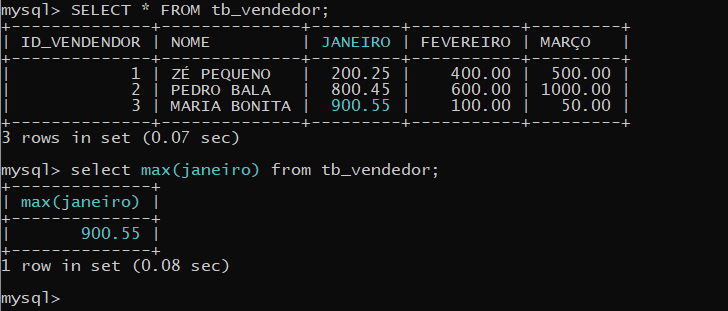 mysql> SELECT * FROM tb_vendedor;
+--------------+--------------+---------+-----------+---------+
| ID_VENDENDOR | NOME         | JANEIRO | FEVEREIRO | MARÇO   |
+--------------+--------------+---------+-----------+---------+
|            1 | ZÉ PEQUENO   |  200.25 |    400.00 |  500.00 |
|            2 | PEDRO BALA   |  800.45 |    600.00 | 1000.00 |
|            3 | MARIA BONITA |  900.55 |    100.00 |   50.00 |
+--------------+--------------+---------+-----------+---------+
3 rows in set (0.07 sec)
mysql> select max(janeiro) from tb_vendedor;
+--------------+
| max(janeiro) |
+--------------+
|       900.55 |
+--------------+
1 row in set (0.08 sec)
mysql>